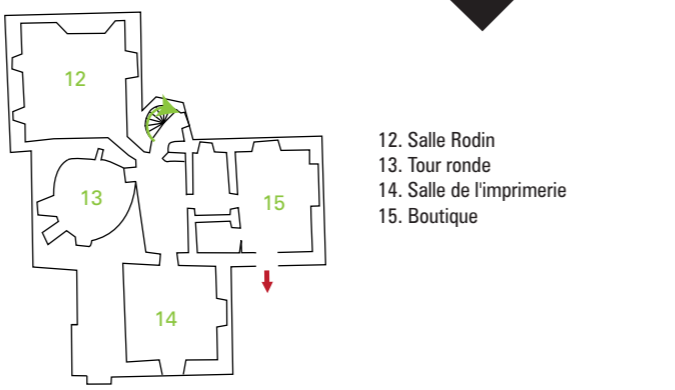 12
13
15
14
12. Salle Rodin
13. Tour ronde
14. Salle de l'imprimerie
15. Boutique